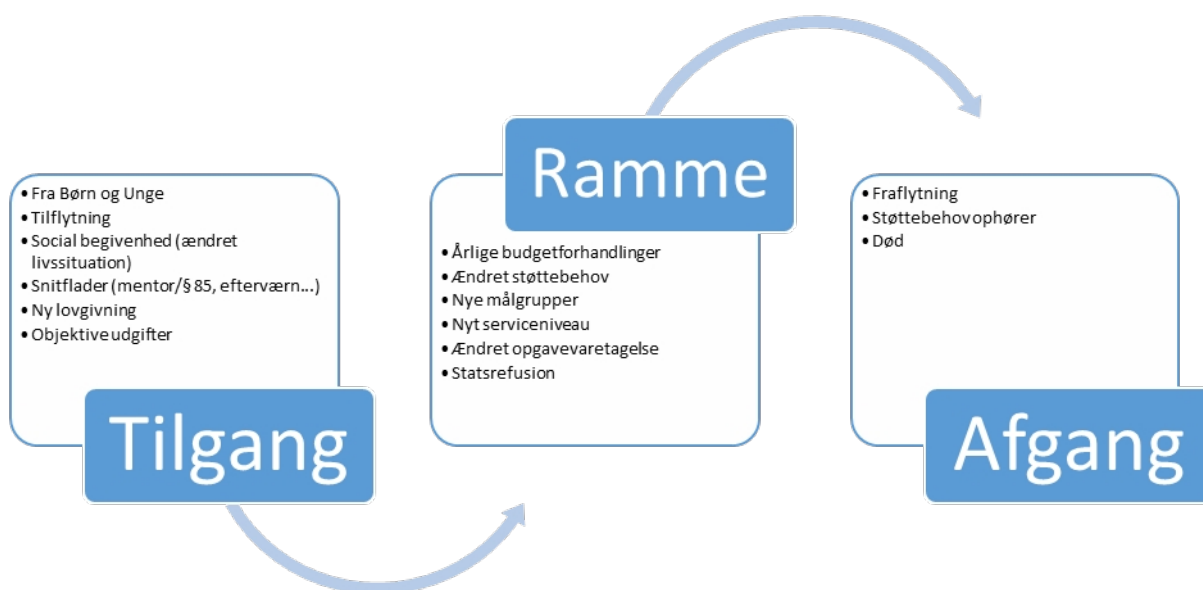 • Fra Børn og Unge
• Tilflytning
• Social begivenhed (ændret
livssituation)
• Snitflader (mentor/§ 85, efterværn...)
• Ny lovgivning
• Objektive udgifter
Tilgang
Ramme
• Årlige budgetforhandlinger
• Ændret støttebehov
• Nye målgrupper
• Nyt serviceniveau
• Ændret opgavevaretagelse
• Statsrefusion
• Fraflytning
• Støttebehov ophører
• Død
Afgang